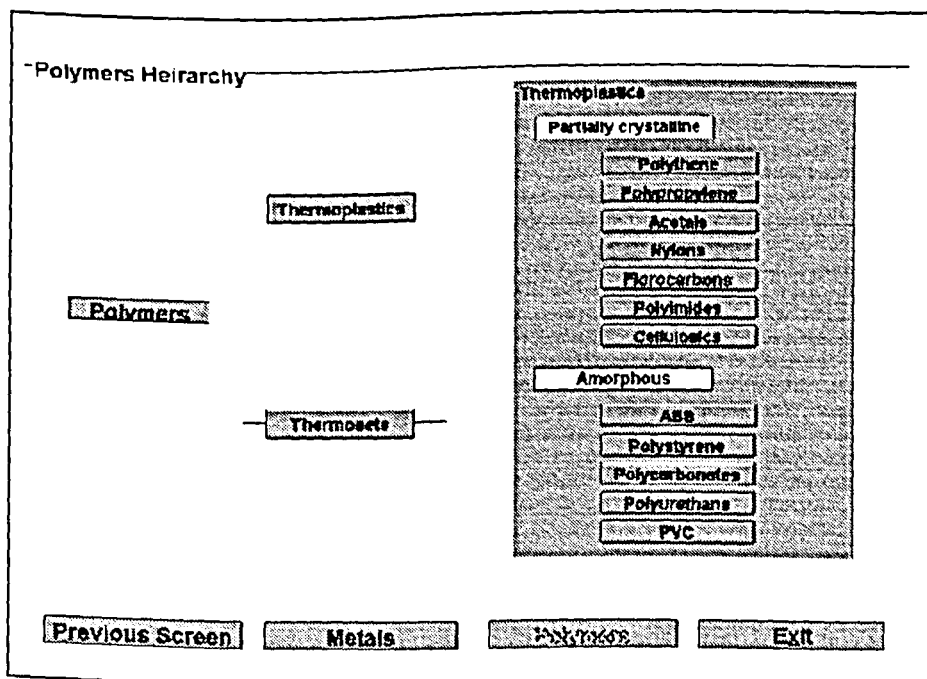 Polymers Heirarchy
Thermoplastics
Partially crystalline
Polythene
Polypropylene
Thermoplastics
Acetals
Nylons
Florocarbons
Polymers
Polyimides
Cellulosics
Amorphous
ABS
Thermosets
Polystyrene
Polycarbonates
Polyurethans
PVC
Previous Screen
Metals
Polymers
Exit